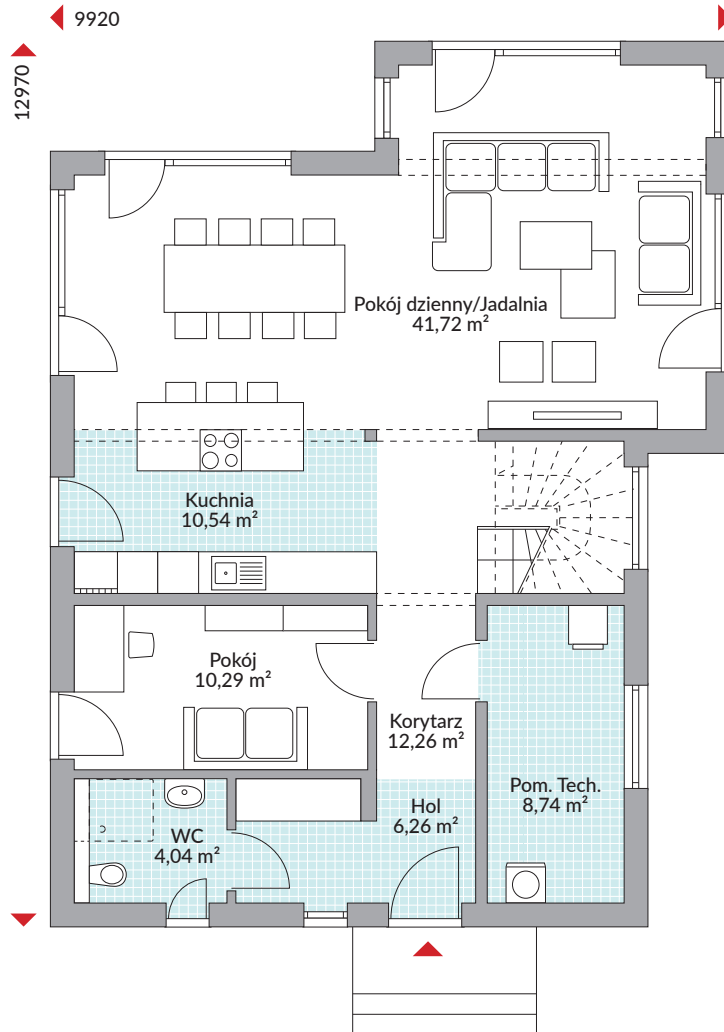 9920
12970
Pokój dzienny/Jadalnia
41,72 m²
Kuchnia
10,54 m²
Pokój
10,29 m²
Korytarz
12,26 m²
Pom. Tech.
8,74 m²
Hol
6,26 m²
WC
4,04 m²